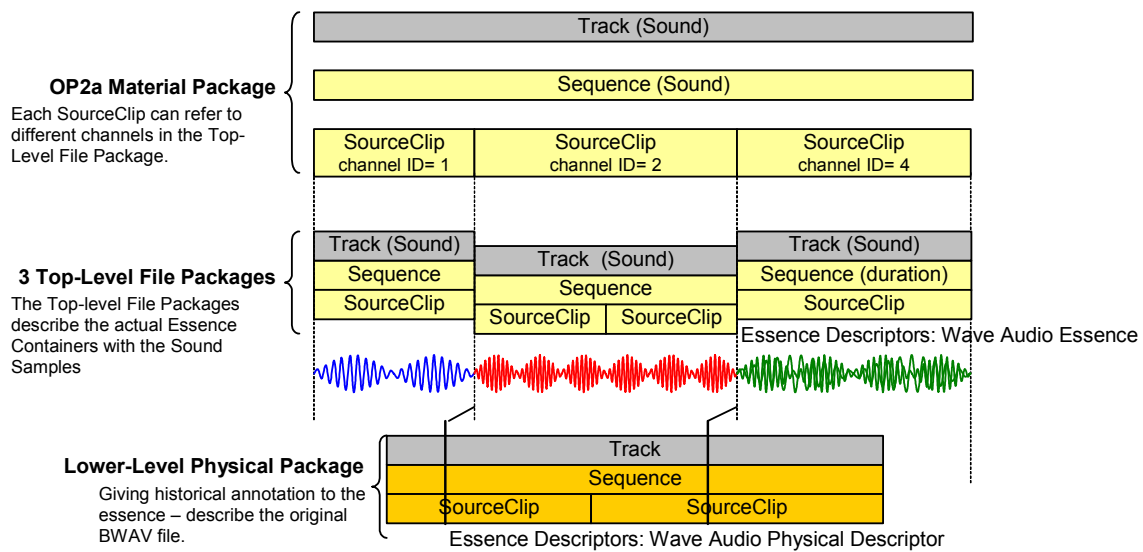 Track (Sound)
OP2a Material Package
Each SourceClip can refer to
different channels in the Top-
Level File Package.
Sequence (Sound)
SourceClip
channel ID= 1
SourceClip
channel ID= 2
SourceClip
channel ID= 4
3 Top-Level File Packages
The Top-level File Packages
describe the actual Essence
Containers with the Sound
Samples
Track (Sound)
Sequence
SourceClip
Track (Sound)
Sequence
SourceClip
SourceClip
Track (Sound)
Sequence (duration)
SourceClip
Essence Descriptors: Wave Audio Essence
Lower-Level Physical Package
Giving historical annotation to the
essence – describe the original
BWAV file.
Track
Sequence
SourceClip
SourceClip
Essence Descriptors: Wave Audio Physical Descriptor